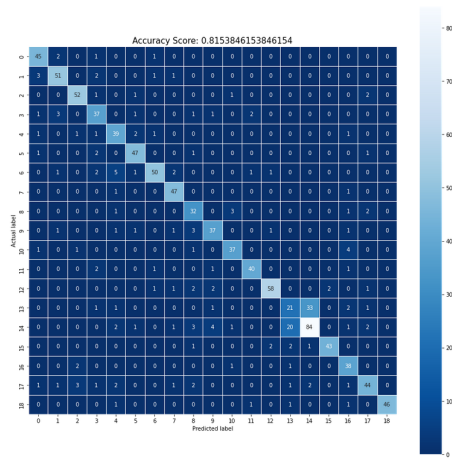 Accuracy Score: 0.8153846153846154
Actual label
0 45 2 0 1 0 0 1 0 0 0 0 0 0 0 0 0 0 0 0
1 3 51 0 2 0 0 1 1 0 0 0 0 0 0 0 0 0 0 0
2 0 0 52 1 0 1 0 0 0 0 1 0 0 0 0 0 0 2 0
3 1 3 0 37 0 1 0 0 1 1 0 2 0 0 0 0 0 0 0
4 1 0 1 1 39 2 1 0 0 0 0 0 0 0 0 0 1 0 0
5 1 0 0 2 0 47 0 0 1 0 0 0 0 0 0 0 0 1 0
6 0 1 0 2 5 1 50 2 0 0 0 1 1 0 0 0 0 0 0
7 0 0 0 0 1 0 0 47 0 0 0 0 0 0 0 0 1 0 0
8 0 0 0 0 1 0 0 0 32 0 3 0 0 0 0 0 1 2 0
9 0 1 0 0 1 1 0 1 3 37 0 0 1 0 0 0 1 0 0
10 1 0 1 0 0 0 0 0 0 0 37 0 0 0 0 0 4 0 0
11 0 0 0 2 0 1 0 0 0 1 0 40 0 0 0 0 1 0 0
12 0 0 0 0 0 0 1 1 2 2 0 0 58 0 0 2 0 1 0
13 0 0 0 1 1 0 0 0 0 1 0 0 0 21 33 0 2 1 0
14 0 0 0 0 2 1 0 1 3 4 1 0 0 20 84 0 1 2 0
15 0 0 0 0 0 0 0 0 1 0 0 0 2 2 1 43 0 0 0
16 0 0 2 0 0 0 0 0 0 0 1 0 0 1 0 0 38 0 0
17 1 1 3 1 2 0 0 1 2 0 0 0 0 1 2 0 1 44 0
18 0 0 0 0 1 0 0 0 0 0 0 1 0 1 0 0 1 0 46
0 1 2 3 4 5 6 7 8 9 10 11 12 13 14 15 16 17 18
Predicted label
80
70
60
50
40
30
20
10
0